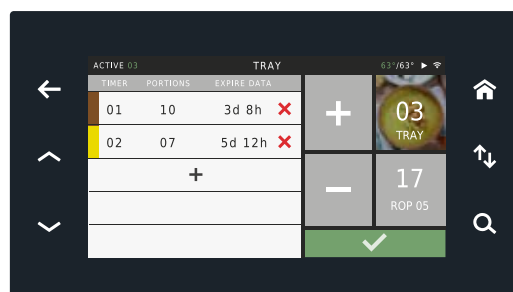 ACTIVE 03 TRAY 63°/63°
TIMER PORTIONS EXPIRE DATA
01 10 3d 8h
02 07 5d 12h
03
TRAY
17
ROP 05